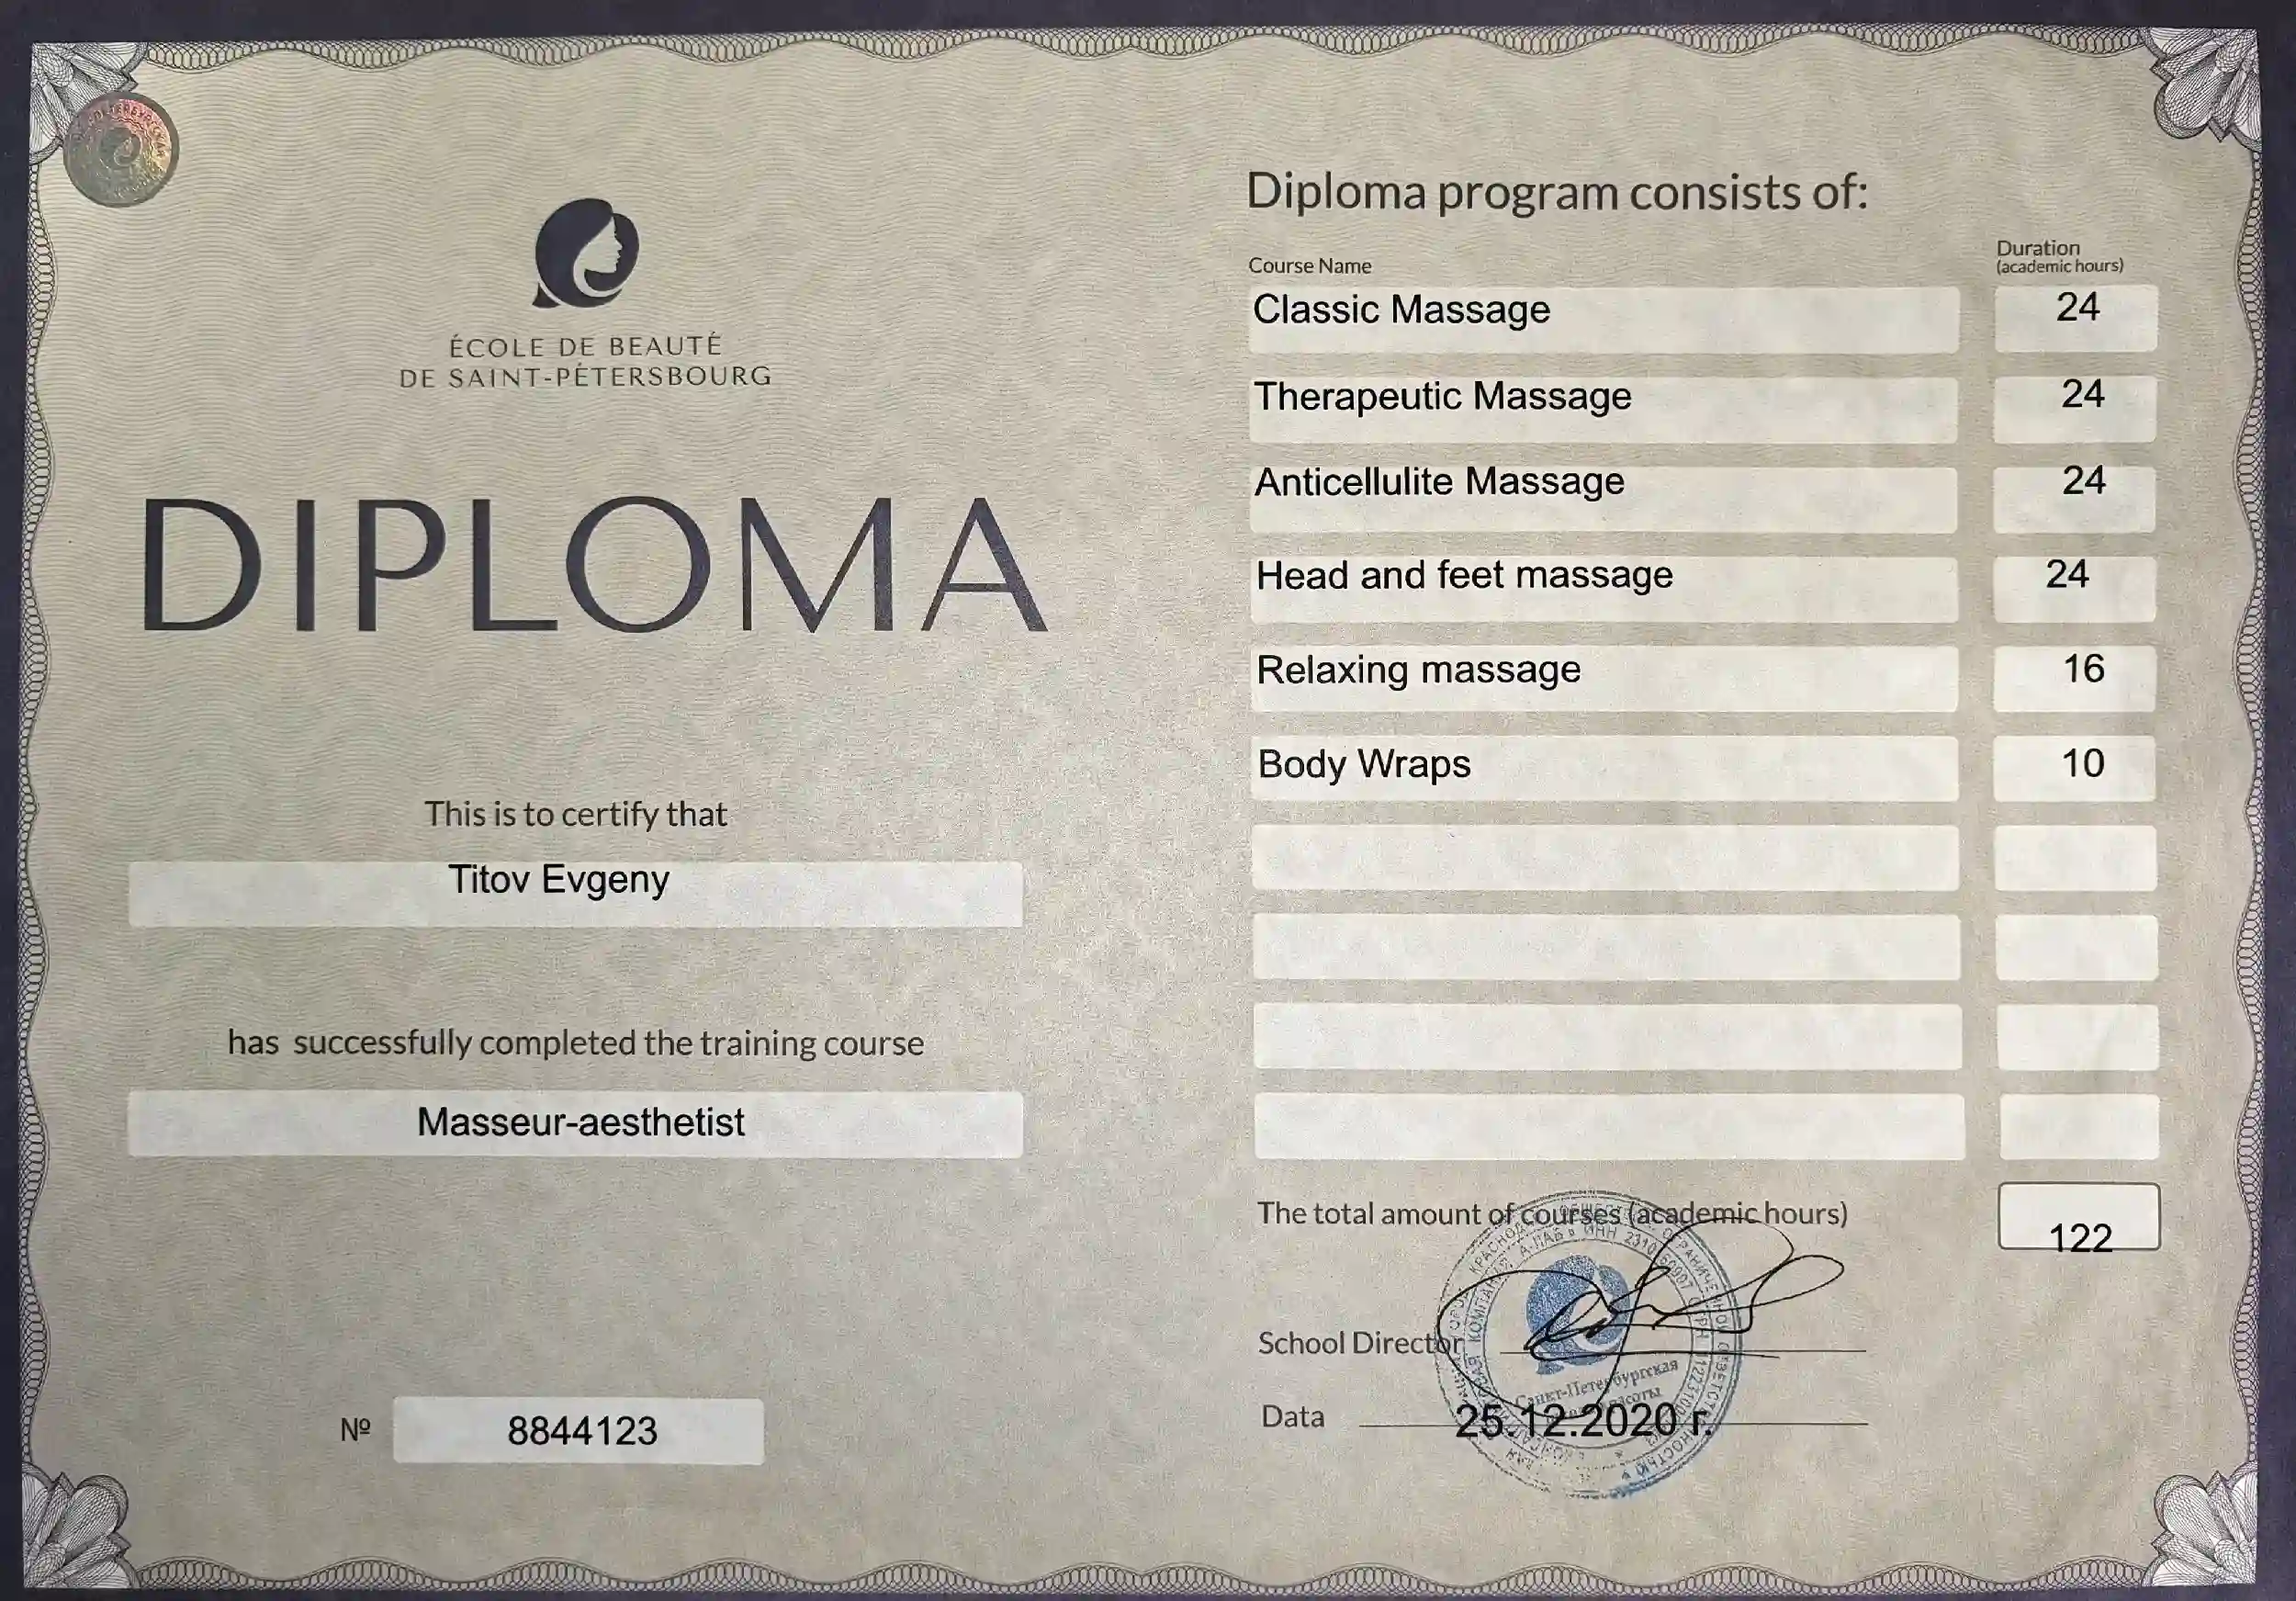 ÉCOLE DE BEAUTÉ
DE SAINT-PÉTERSBOURG
DIPLOMA
This is to certify that
Titov Evgeny
has successfully completed the training course
Masseur-aesthetist
№ 8844123
Diploma program consists of:
Course Name Duration
(academic hours)
Classic Massage 24
Therapeutic Massage 24
Anticellulite Massage 24
Head and feet massage 24
Relaxing massage 16
Body Wraps 10
The total amount of courses (academic hours) 122
School Director
Санкт-Петербургская
Data 25.12.2020 г.